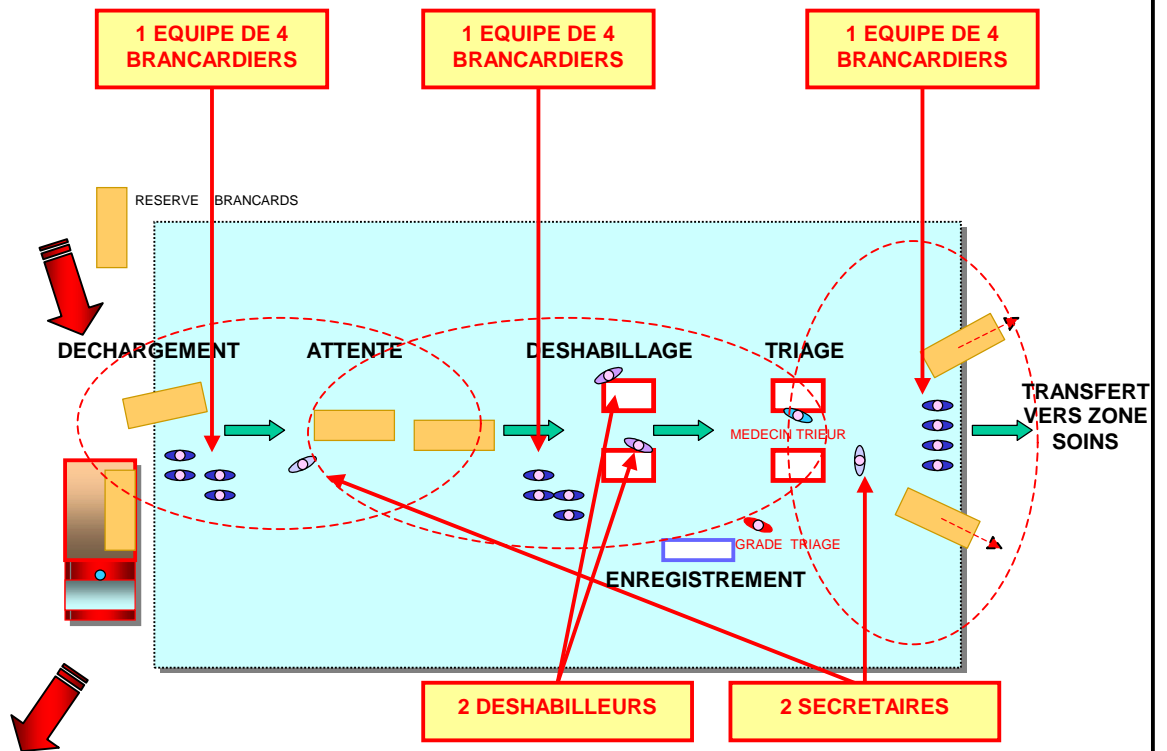 1 EQUIPE DE 4
BRANCARDIERS
1 EQUIPE DE 4
BRANCARDIERS
1 EQUIPE DE 4
BRANCARDIERS
RESERVE BRANCARDS
DECHARGEMENT
ATTENTE
DESHABILLAGE
TRIAGE
TRANSFERT
VERS ZONE
SOINS
MEDECIN TRIEUR
GRADE TRIAGE
ENREGISTREMENT
2 DESHABILLEURS
2 SECRETAIRES